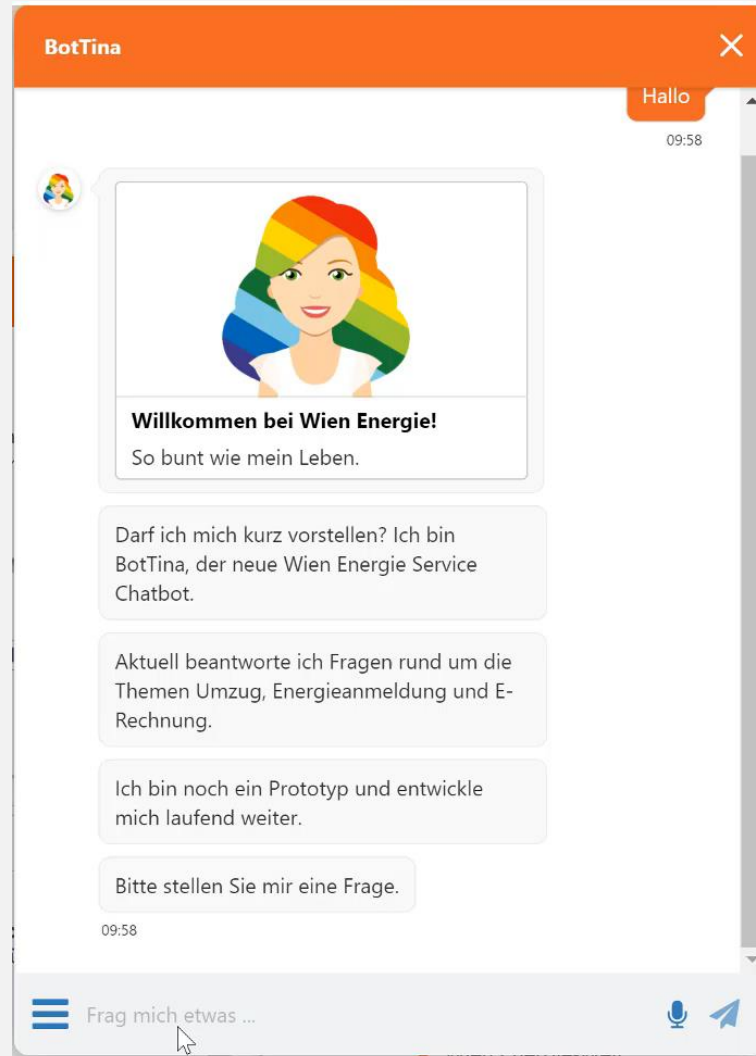 BotTina
Hallo
09:58
Willkommen bei Wien Energie!
So bunt wie mein Leben.
Darf ich mich kurz vorstellen? Ich bin
BotTina, der neue Wien Energie Service
Chatbot.
Aktuell beantworte ich Fragen rund um die
Themen Umzug, Energieanmeldung und E-
Rechnung.
Ich bin noch ein Prototyp und entwickle
mich laufend weiter.
Bitte stellen Sie mir eine Frage.
09:58
Frag mich etwas ...